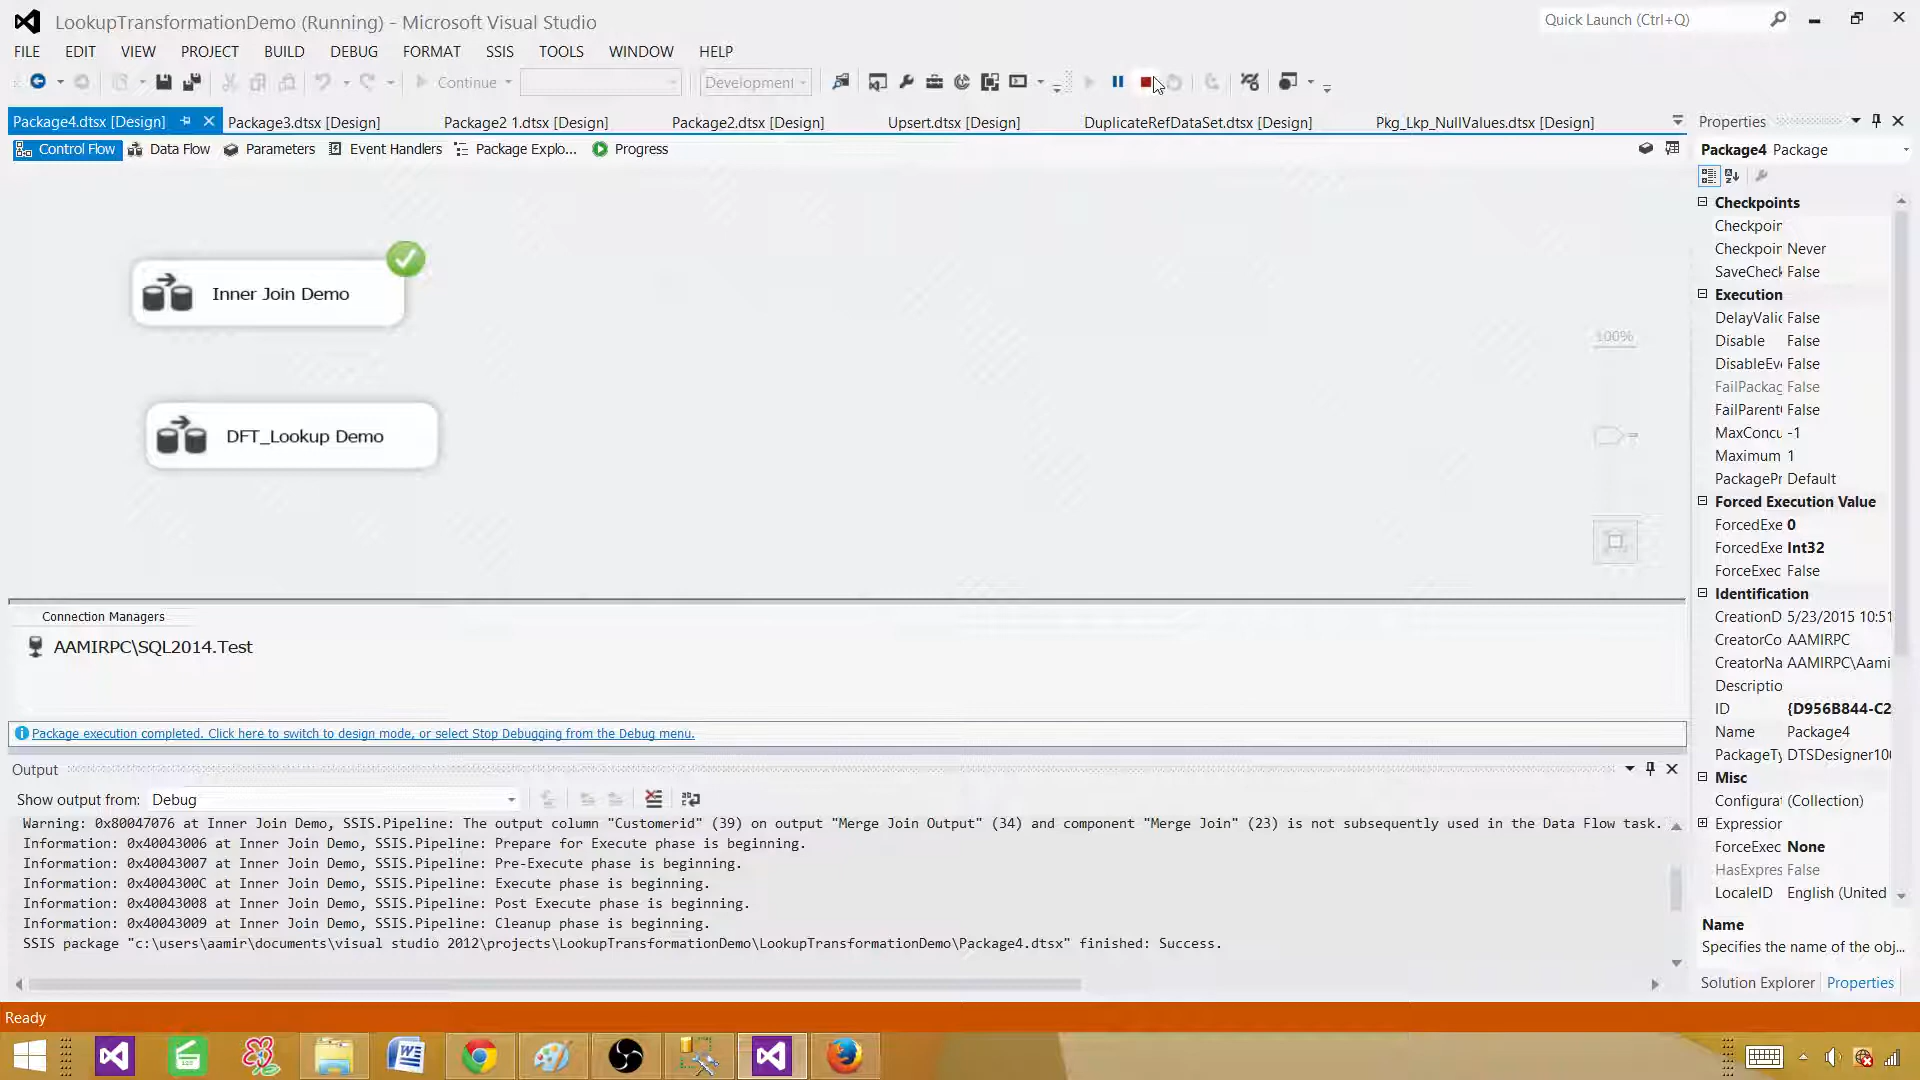 LookupTransformationDemo (Running) - Microsoft Visual Studio
Quick Launch (Ctrl+Q)
FILE EDIT VIEW PROJECT BUILD DEBUG FORMAT SSIS TOOLS WINDOW HELP
Continue
Development
Package4.dtsx [Design] Package3.dtsx [Design] Package2 1.dtsx [Design] Package2.dtsx [Design] Upsert.dtsx [Design] DuplicateRefDataSet.dtsx [Design] Pkg_Lkp_NullValues.dtsx [Design]
Control Flow Data Flow Parameters Event Handlers Package Explo... Progress
Inner Join Demo
DFT_Lookup Demo
100%
Connection Managers
AAMIRPC\SQL2014.Test
Package execution completed. Click here to switch to design mode, or select Stop Debugging from the Debug menu.
Output
Show output from: Debug
Warning: 0x80047076 at Inner Join Demo, SSIS.Pipeline: The output column "Customerid" (39) on output "Merge Join Output" (34) and component "Merge Join" (23) is not subsequently used in the Data Flow task.
Information: 0x40043006 at Inner Join Demo, SSIS.Pipeline: Prepare for Execute phase is beginning.
Information: 0x40043007 at Inner Join Demo, SSIS.Pipeline: Pre-Execute phase is beginning.
Information: 0x4004300C at Inner Join Demo, SSIS.Pipeline: Execute phase is beginning.
Information: 0x40043008 at Inner Join Demo, SSIS.Pipeline: Post Execute phase is beginning.
Information: 0x40043009 at Inner Join Demo, SSIS.Pipeline: Cleanup phase is beginning.
SSIS package "c:\users\aamir\documents\visual studio 2012\projects\LookupTransformationDemo\LookupTransformationDemo\Package4.dtsx" finished: Success.
Properties
Package4 Package
Checkpoints
Checkpoin
Checkpoin Never
SaveCheck False
Execution
DelayValid False
Disable False
DisableEv False
FailPackag False
FailParent False
MaxConcu -1
Maximum 1
PackagePr Default
Forced Execution Value
ForcedExe 0
ForcedExe Int32
ForceExec False
Identification
CreationD 5/23/2015 10:51
CreatorCo AAMIRPC
CreatorNa AAMIRPC\Aami
Descriptio
ID {D956B844-C2
Name Package4
PackageTy DTSDesigner100
Misc
Configurat (Collection)
Expression
ForceExec None
HasExpres False
LocaleID English (United
Name
Specifies the name of the obj...
Solution Explorer Properties
Ready